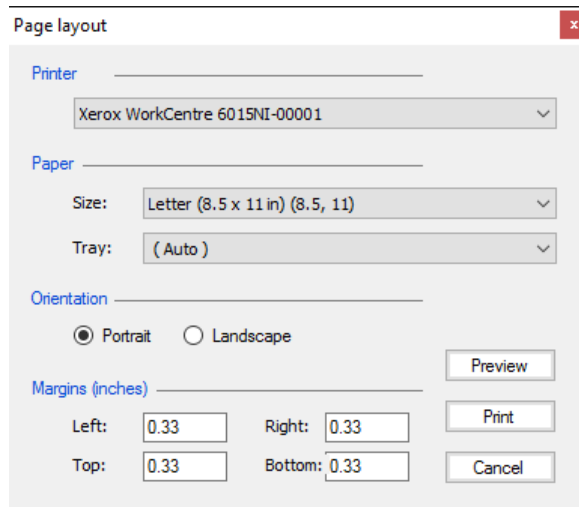 Page layout
x
Printer
Xerox WorkCentre 6015NI-00001
Paper
Size: Letter (8.5 x 11 in) (8.5, 11)
Tray: ( Auto )
Orientation
Portrait Landscape
Preview
Margins (inches)
Left: 0.33 Right: 0.33 Print
Top: 0.33 Bottom: 0.33 Cancel